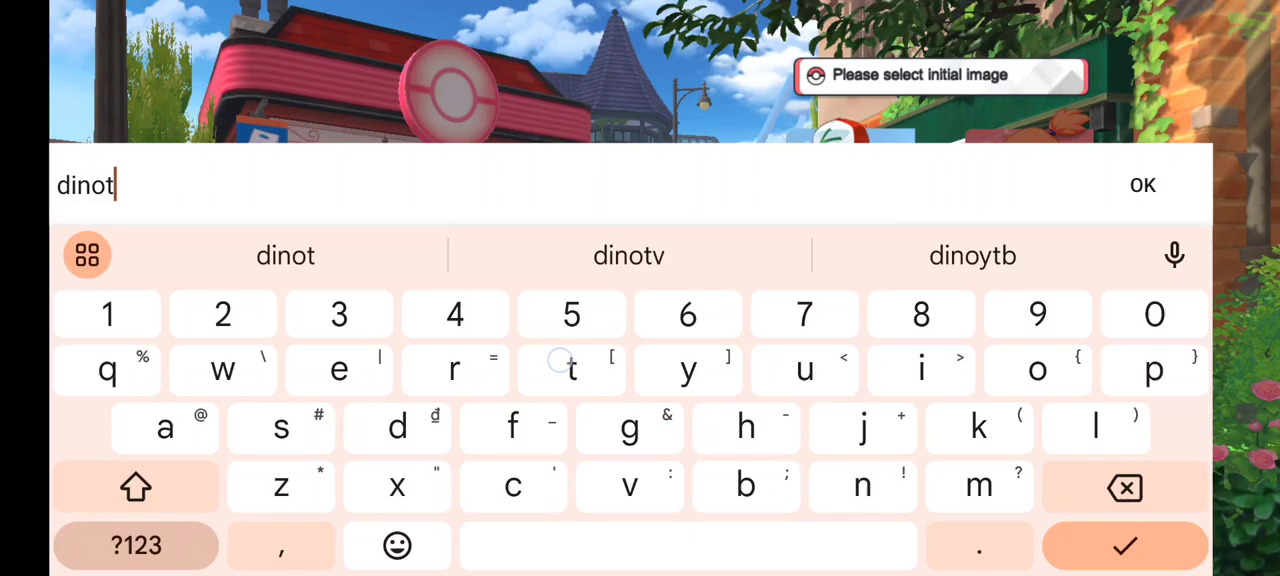 Please select initial image
dinot
OK
dinot dinotv dinoytb
1 2 3 4 5 6 7 8 9 0
q % w \ e | r = t [ y ] u < i > o { p }
a @ s # d ₫ f _ g & h - j + k ( l )
z * x " c ' v : b ; n ! m ?
?123 , .